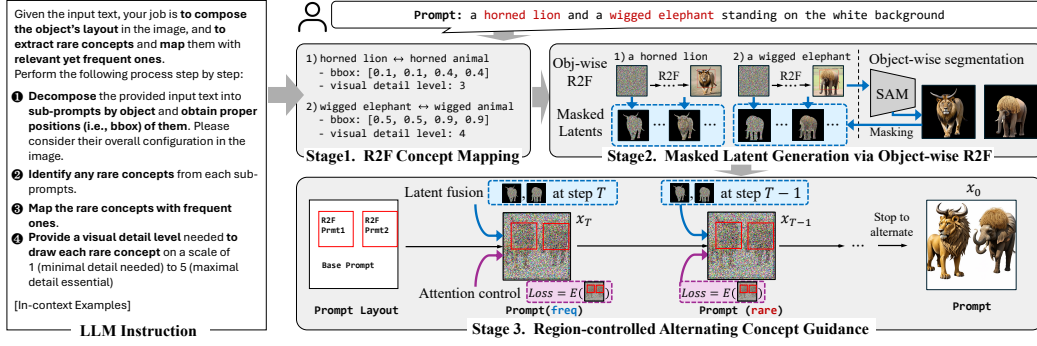 Given the input text, your job is to compose
the object's layout in the image, and to
extract rare concepts and map them with
relevant yet frequent ones.
Perform the following process step by step:
❶ Decompose the provided input text into
sub-prompts by object and obtain proper
positions (i.e., bbox) of them. Please
consider their overall configuration in the
image.
❷ Identify any rare concepts from each sub-
prompts.
❸ Map the rare concepts with frequent
ones.
❹ Provide a visual detail level needed to
draw each rare concept on a scale of
1 (minimal detail needed) to 5 (maximal
detail essential)
[In-context Examples]
LLM Instruction
Prompt: a horned lion and a wigged elephant standing on the white background
1) horned lion ↔ horned animal
- bbox: [0.1, 0.1, 0.4, 0.4]
- visual detail level: 3
2) wigged elephant ↔ wigged animal
- bbox: [0.5, 0.5, 0.9, 0.9]
- visual detail level: 4
Stage1. R2F Concept Mapping
Obj-wise
R2F
1) a horned lion
R2F
2) a wigged elephant
R2F
Object-wise segmentation
SAM
Masked
Latents
Masking
Stage2. Masked Latent Generation via Object-wise R2F
R2F
Prmt1
R2F
Prmt2
Base Prompt
Prompt Layout
Latent fusion
, at step T
x_T
Attention control
Loss = E( )
Prompt(freq)
, at step T − 1
x_{T−1}
Loss = E( )
Prompt (rare)
Stop to
alternate
x_0
Prompt
Stage 3. Region-controlled Alternating Concept Guidance